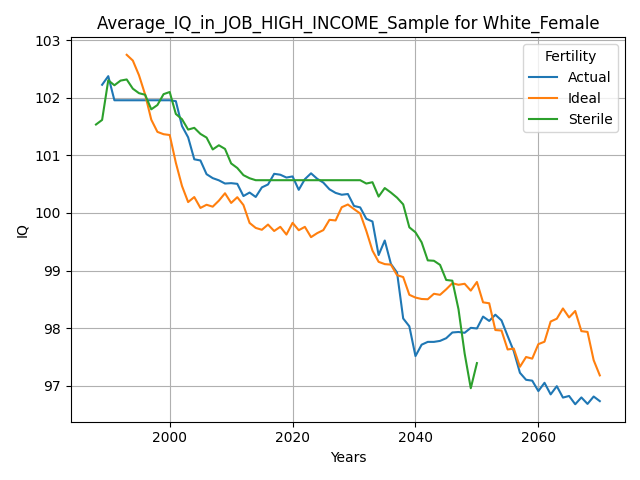 Average_IQ_in_JOB_HIGH_INCOME_Sample for White_Female
103
102
101
100
99
98
97
IQ
Fertility
Actual
Ideal
Sterile
2000
2020
2040
2060
Years